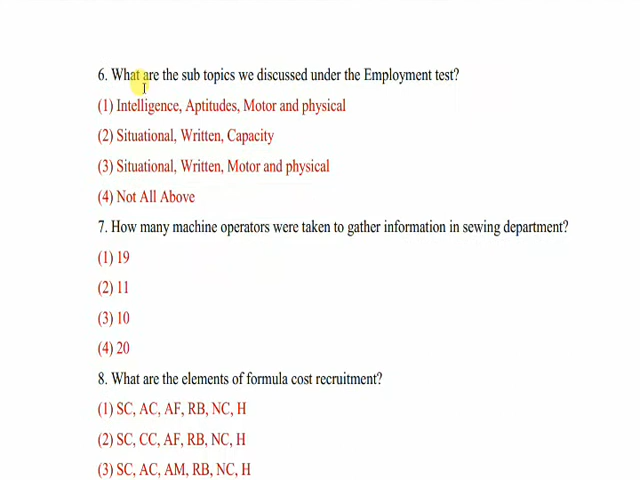 6. What are the sub topics we discussed under the Employment test?
(1) Intelligence, Aptitudes, Motor and physical
(2) Situational, Written, Capacity
(3) Situational, Written, Motor and physical
(4) Not All Above
7. How many machine operators were taken to gather information in sewing department?
(1) 19
(2) 11
(3) 10
(4) 20
8. What are the elements of formula cost recruitment?
(1) SC, AC, AF, RB, NC, H
(2) SC, CC, AF, RB, NC, H
(3) SC, AC, AM, RB, NC, H